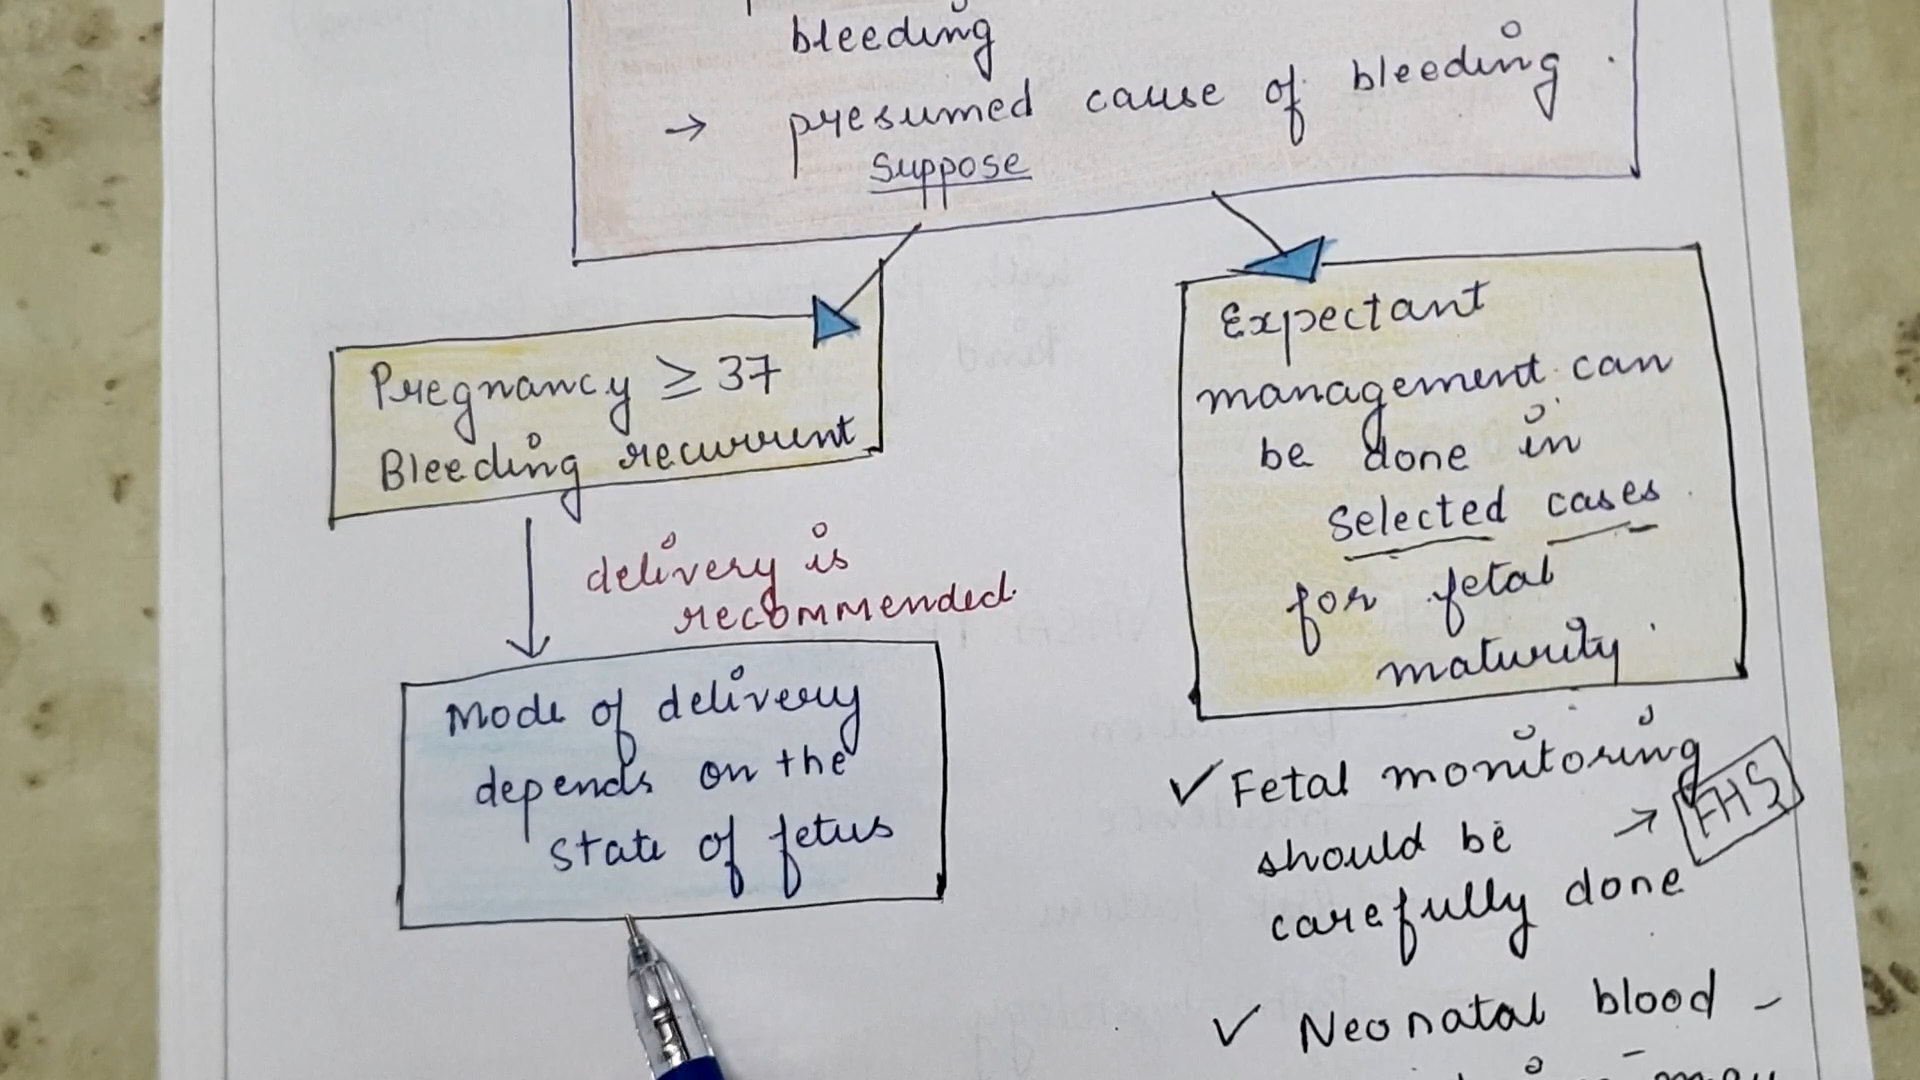 bleeding
→ presumed cause of bleeding.
Suppose
Pregnancy ≥ 37
Bleeding recurrent
delivery is
recommended.
Mode of delivery
depends on the
state of fetus
Expectant
management can
be done in
selected cases
for fetal
maturity
✓ Fetal monitoring
should be → FHS
carefully done
✓ Neonatal blood -